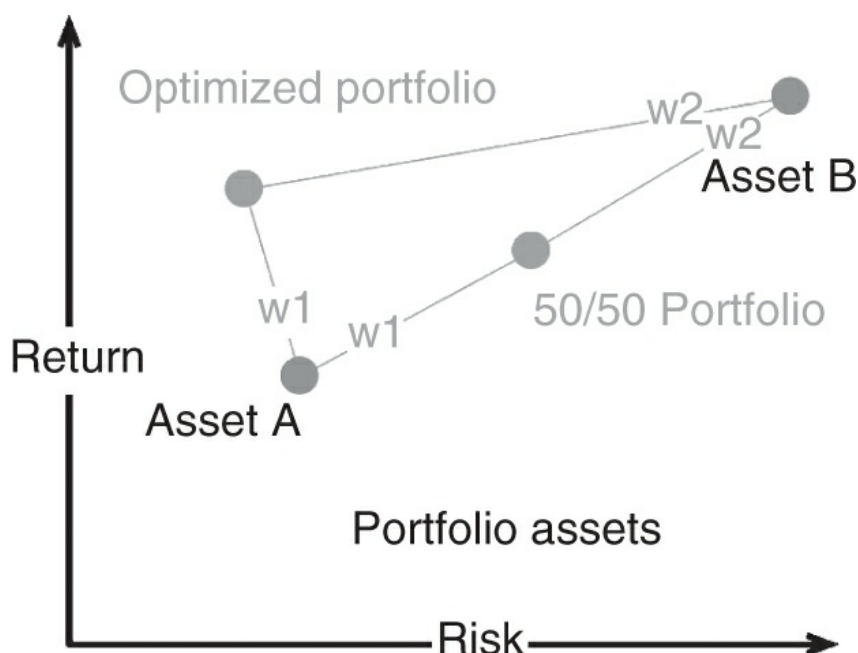 Optimized portfolio
w2
w2
Asset B
w1
50/50 Portfolio
w1
Return
Asset A
Portfolio assets
Risk